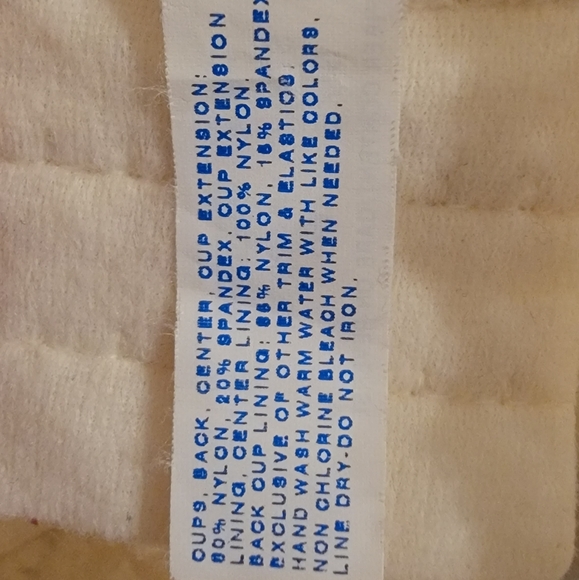 CUPS, BACK, CENTER, CUP EXTENSION:
80% NYLON, 20% SPANDEX, CUP EXTENSION
LINING, CENTER LINING: 100% NYLON.
BACK CUP LINING: 85% NYLON, 15% SPANDEX
EXCLUSIVE OF OTHER TRIM & ELASTICS.
HAND WASH WARM WATER WITH LIKE COLORS.
NON CHLORINE BLEACH WHEN NEEDED.
LINE DRY-DO NOT IRON.